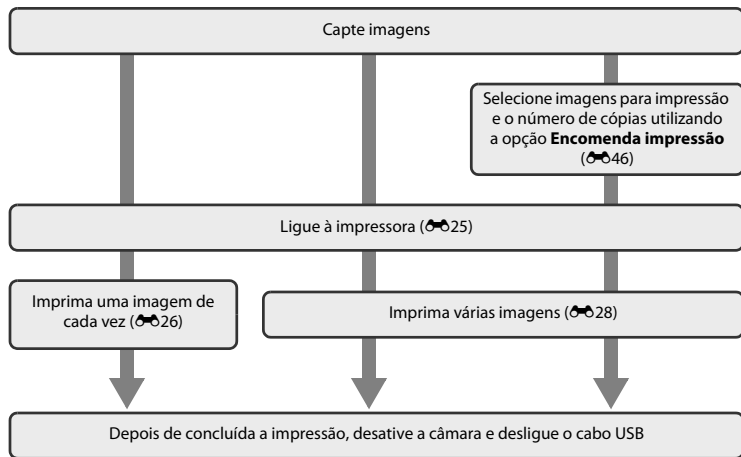 Capte imagens
Selecione imagens para impressão
e o número de cópias utilizando
a opção Encomenda impressão
(46)
Ligue à impressora (25)
Imprima uma imagem de
cada vez (26)
Imprima várias imagens (28)
Depois de concluída a impressão, desative a câmara e desligue o cabo USB